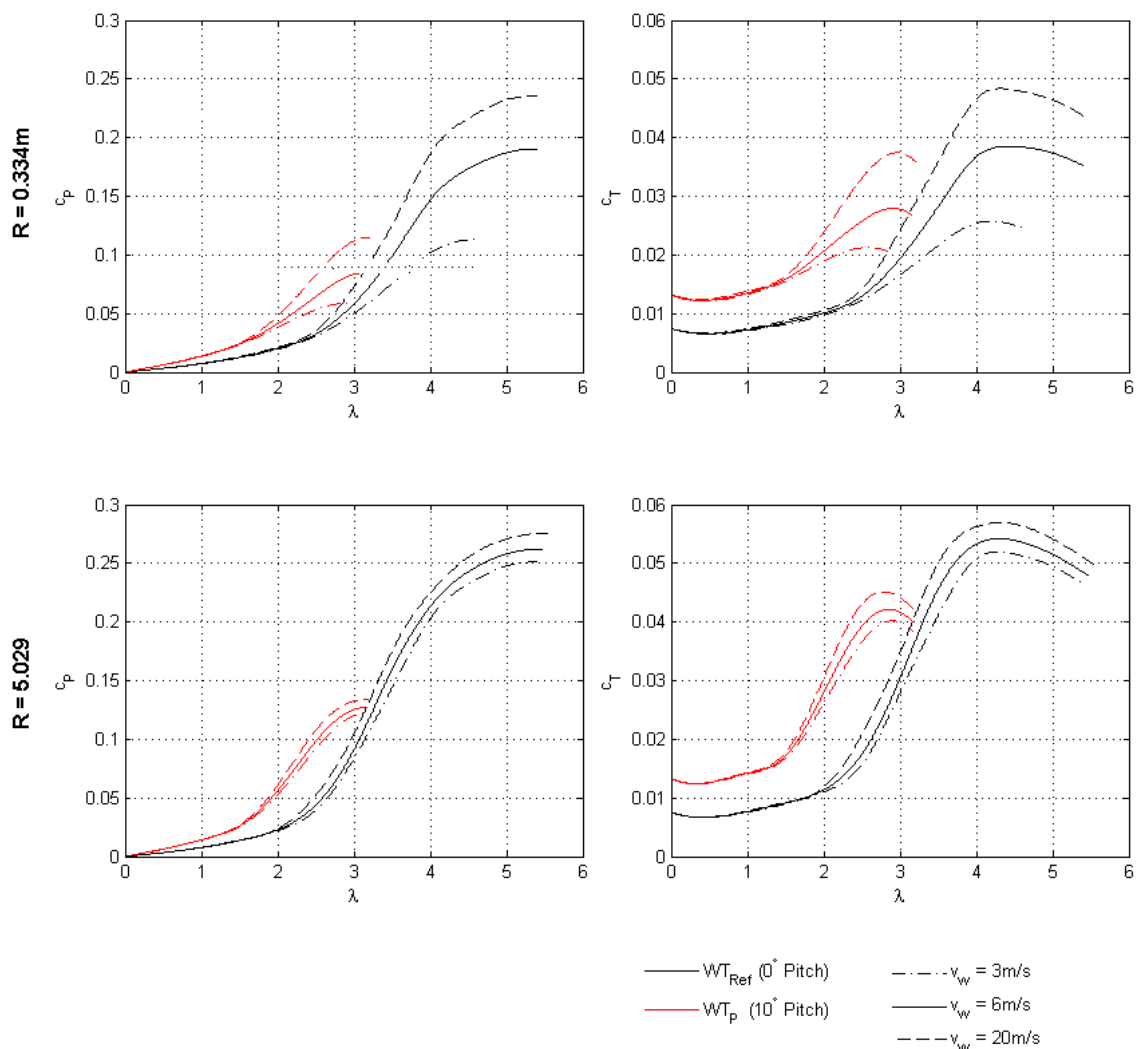 R = 0.334m
0.3
0.25
0.2
0.15
0.1
0.05
0
c_P
0 1 2 3 4 5 6
λ
0.06
0.05
0.04
0.03
0.02
0.01
0
c_T
0 1 2 3 4 5 6
λ
R = 5.029
0.3
0.25
0.2
0.15
0.1
0.05
0
c_P
0 1 2 3 4 5 6
λ
0.06
0.05
0.04
0.03
0.02
0.01
0
c_T
0 1 2 3 4 5 6
λ
WT_Ref (0° Pitch)
WT_P (10° Pitch)
v_w = 3m/s
v_w = 6m/s
v_w = 20m/s